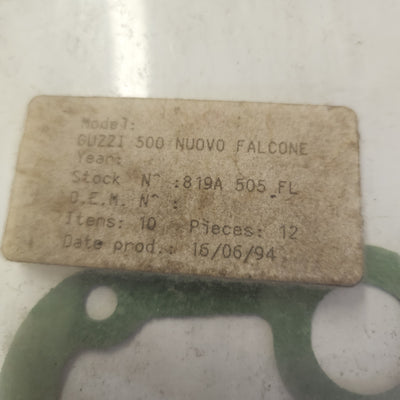 Model:
GUZZI 500 NUOVO FALCONE
Year:
Stock N^ :819A 505 FL
O.E.M. N^ :
Items: 10 Pieces: 12
Date prod.: 16/06/94